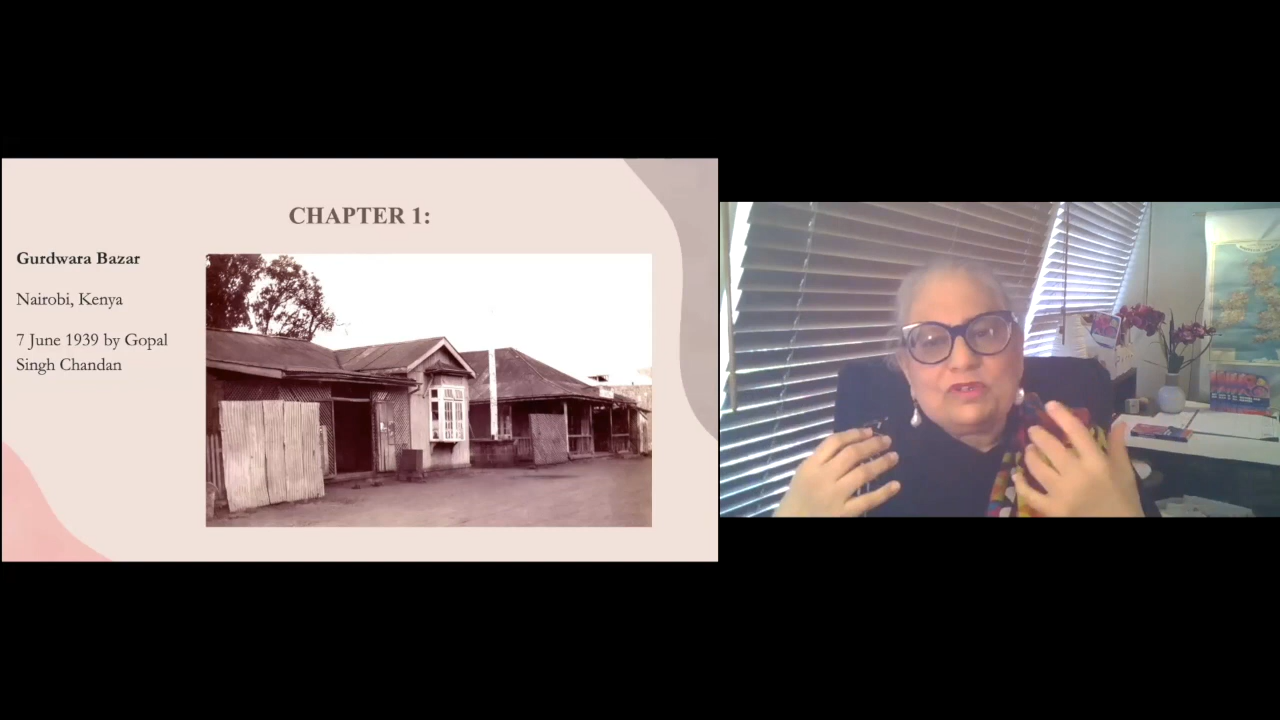 CHAPTER 1:
Gurdwara Bazar
Nairobi, Kenya
7 June 1939 by Gopal
Singh Chandan